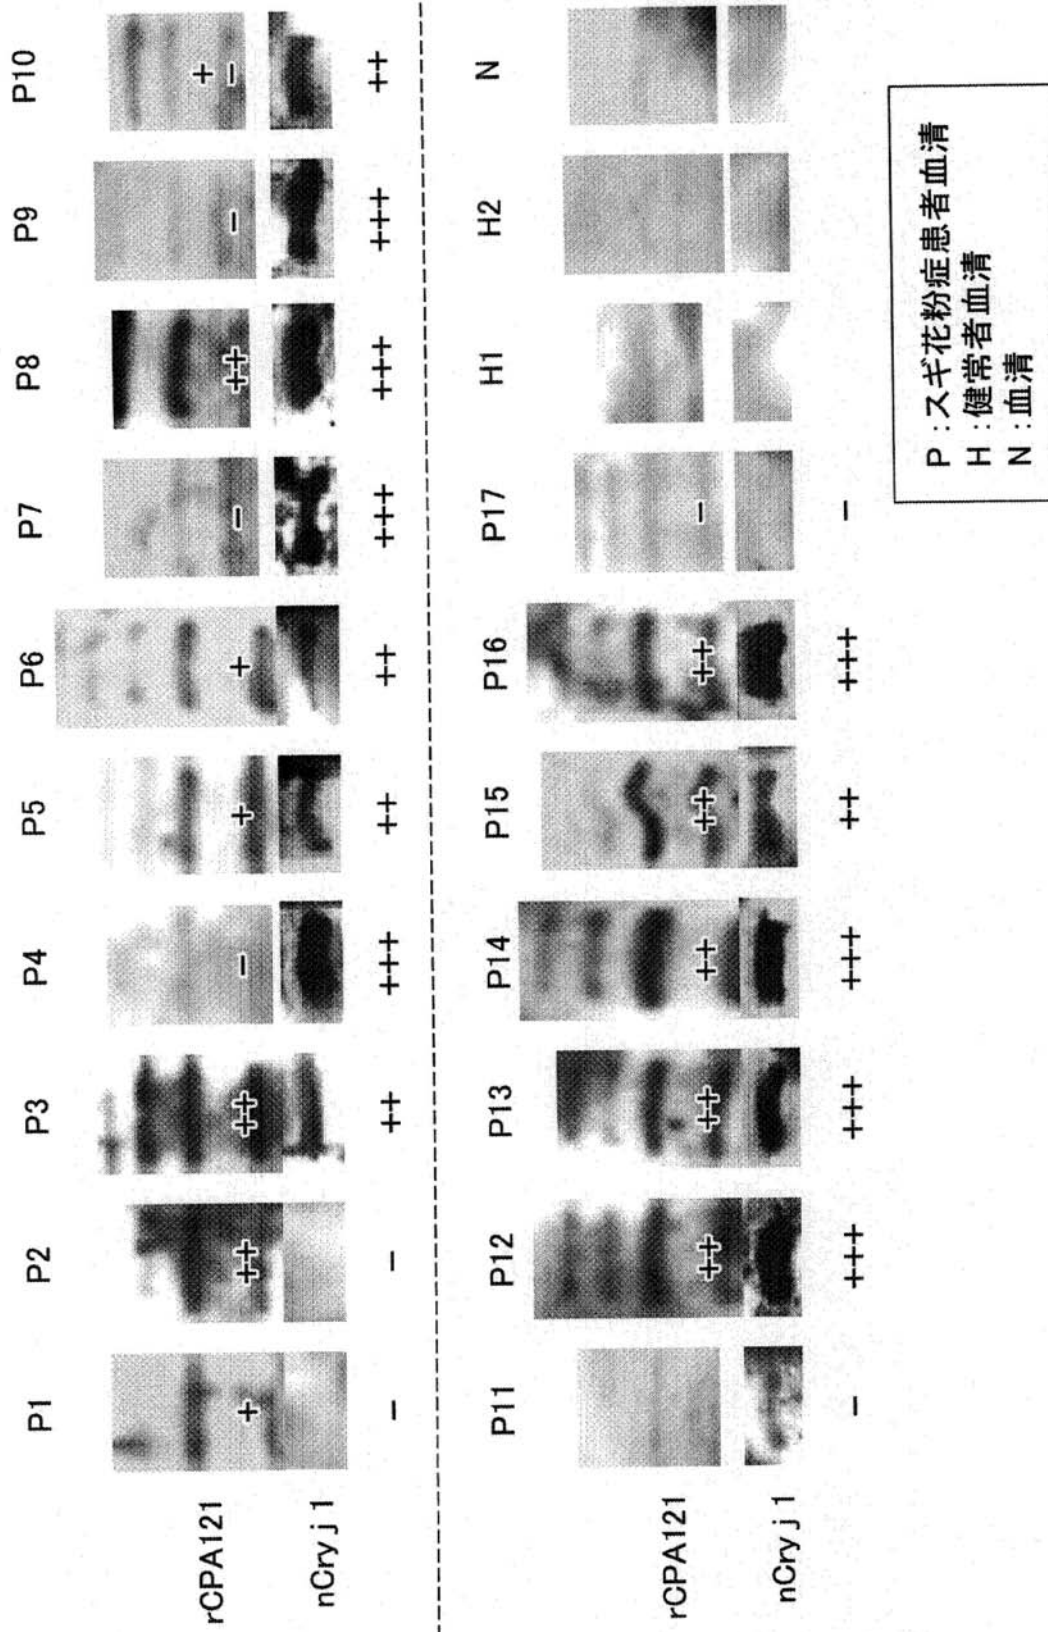 P1 P2 P3 P4 P5 P6 P7 P8 P9 P10
rCPA121 + ++ ++ − + + − ++ − + −
nCry j 1
− − ++ +++ ++ ++ +++ +++ +++ ++
P11 P12 P13 P14 P15 P16 P17 H1 H2 N
rCPA121 ++ ++ ++ ++ ++ −
nCry j 1
− +++ +++ +++ ++ +++ −
P :スギ花粉症患者血清
H :健常者血清
N :血清